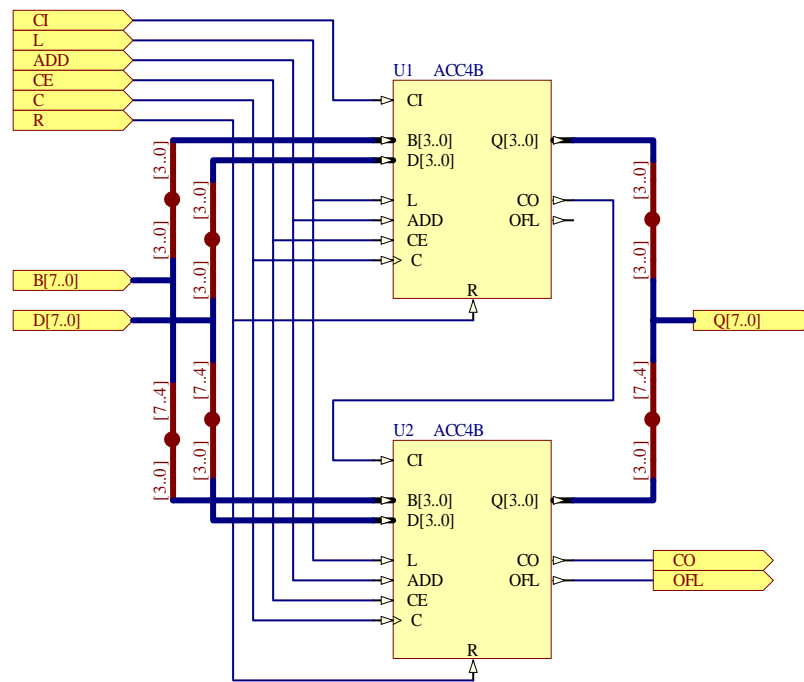 CI
L
ADD
CE
C
R
B[7..0]
D[7..0]
[3..0]
[3..0]
[7..4]
[3..0]
[3..0]
[3..0]
[7..4]
[3..0]
U1 ACC4B
CI
B[3..0] Q[3..0]
D[3..0]
L CO
ADD OFL
CE
C
R
U2 ACC4B
CI
B[3..0] Q[3..0]
D[3..0]
L CO
ADD OFL
CE
C
R
[3..0]
[3..0]
[7..4]
[3..0]
Q[7..0]
CO
OFL